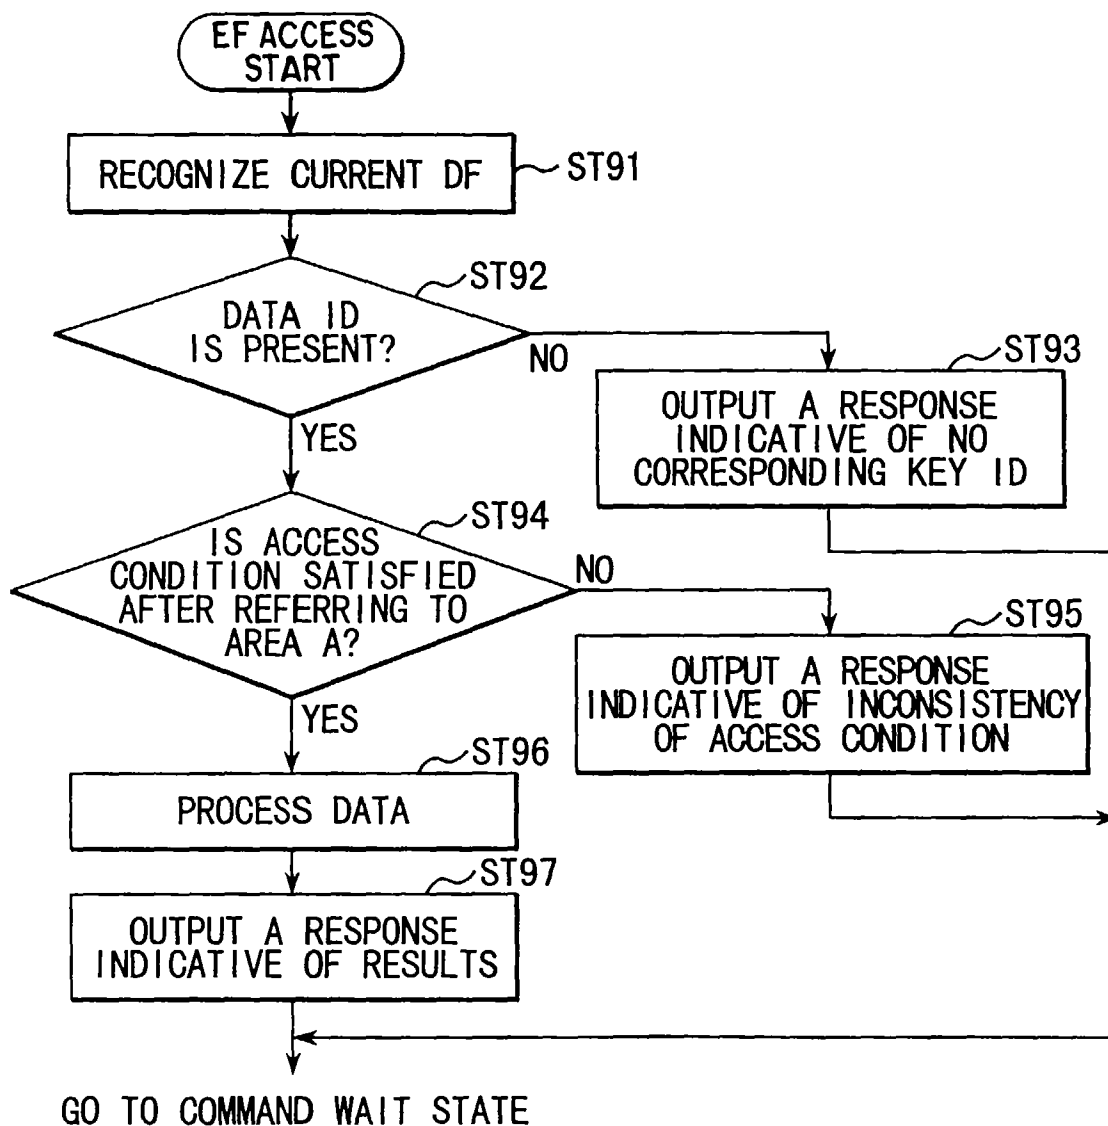 EF ACCESS
START
RECOGNIZE CURRENT DF
ST91
ST92
DATA ID
IS PRESENT?
NO
YES
ST93
OUTPUT A RESPONSE
INDICATIVE OF NO
CORRESPONDING KEY ID
ST94
IS ACCESS
CONDITION SATISFIED
AFTER REFERRING TO
AREA A?
NO
YES
ST95
OUTPUT A RESPONSE
INDICATIVE OF INCONSISTENCY
OF ACCESS CONDITION
ST96
PROCESS DATA
ST97
OUTPUT A RESPONSE
INDICATIVE OF RESULTS
GO TO COMMAND WAIT STATE